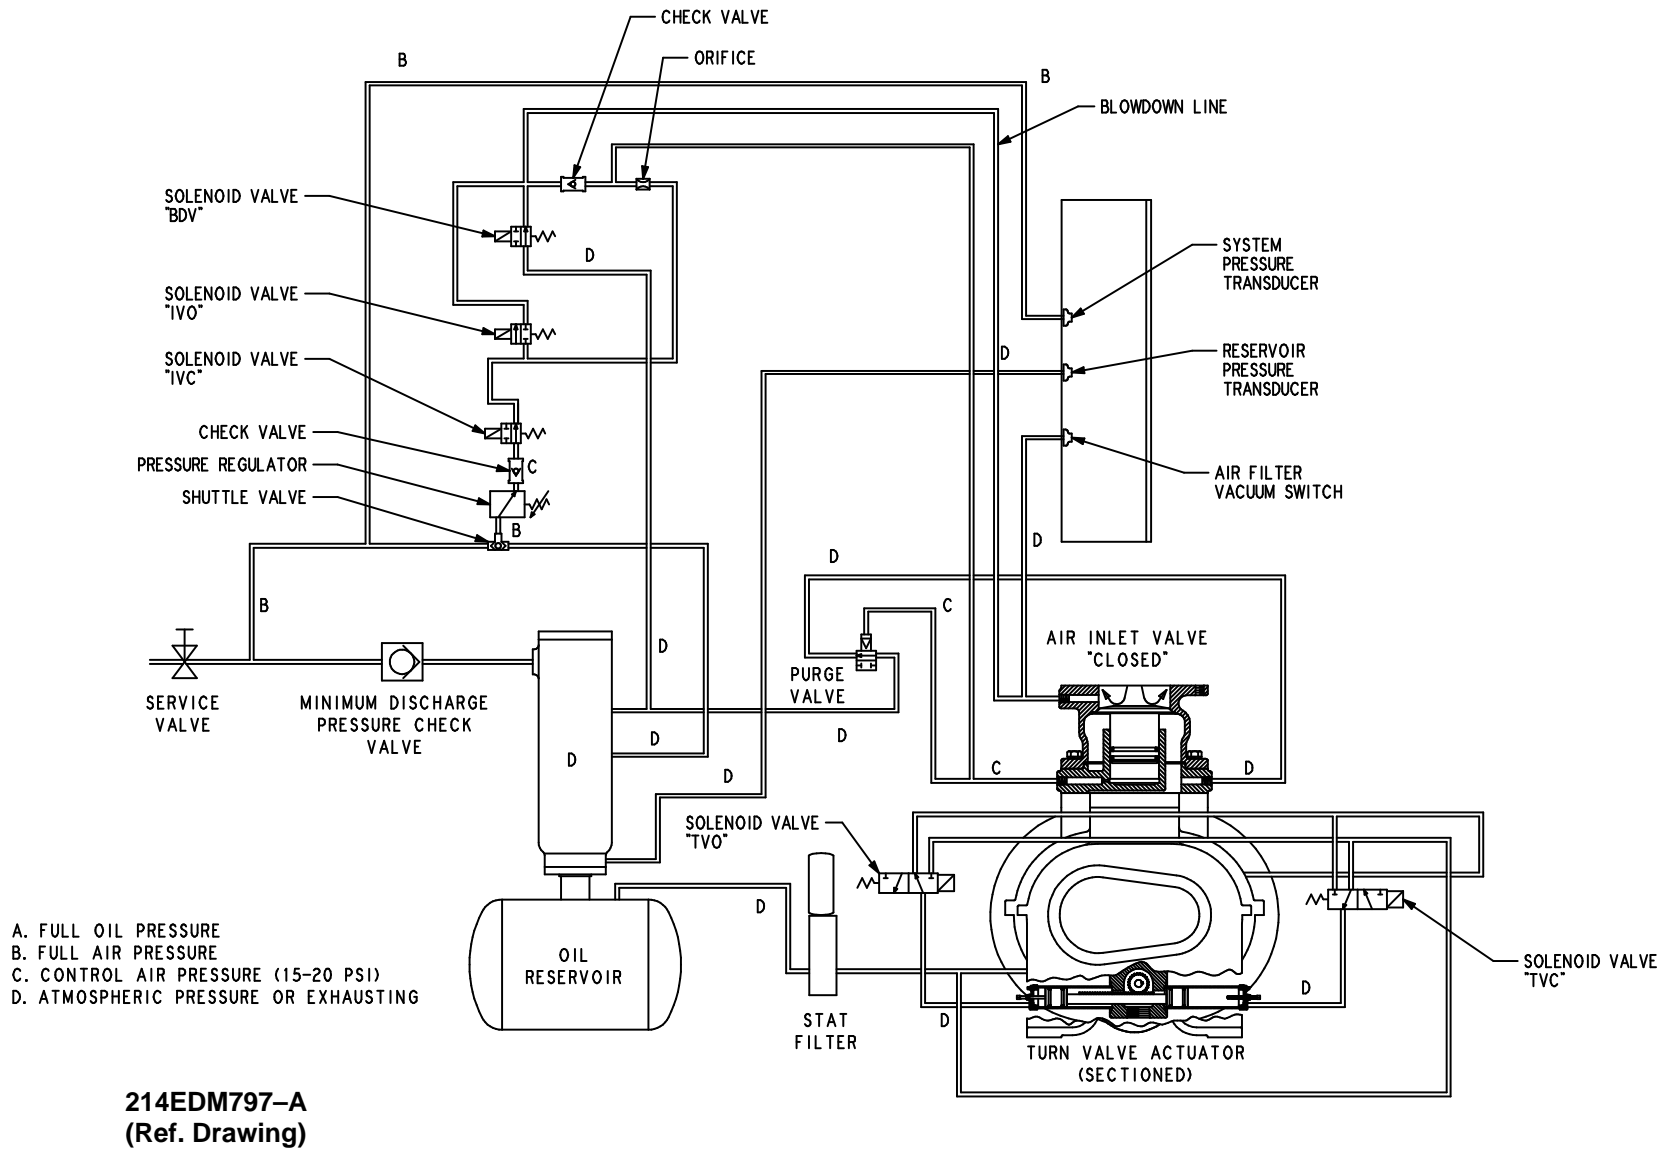 CHECK VALVE
ORIFICE
B
B
BLOWDOWN LINE
SOLENOID VALVE
"BDV"
D
SYSTEM
PRESSURE
TRANSDUCER
SOLENOID VALVE
"IVO"
SOLENOID VALVE
"IVC"
D
RESERVOIR
PRESSURE
TRANSDUCER
CHECK VALVE
PRESSURE REGULATOR
C
SHUTTLE VALVE
AIR FILTER
VACUUM SWITCH
B
D
D
B
C
D
AIR INLET VALVE
"CLOSED"
PURGE
VALVE
SERVICE
VALVE
MINIMUM DISCHARGE
PRESSURE CHECK
VALVE
D
D
D
D
C
D
D
SOLENOID VALVE
"TVO"
D
A. FULL OIL PRESSURE
B. FULL AIR PRESSURE
C. CONTROL AIR PRESSURE (15-20 PSI)
D. ATMOSPHERIC PRESSURE OR EXHAUSTING
OIL
RESERVOIR
SOLENOID VALVE
"TVC"
D
D
STAT
FILTER
TURN VALVE ACTUATOR
(SECTIONED)
214EDM797–A
(Ref. Drawing)